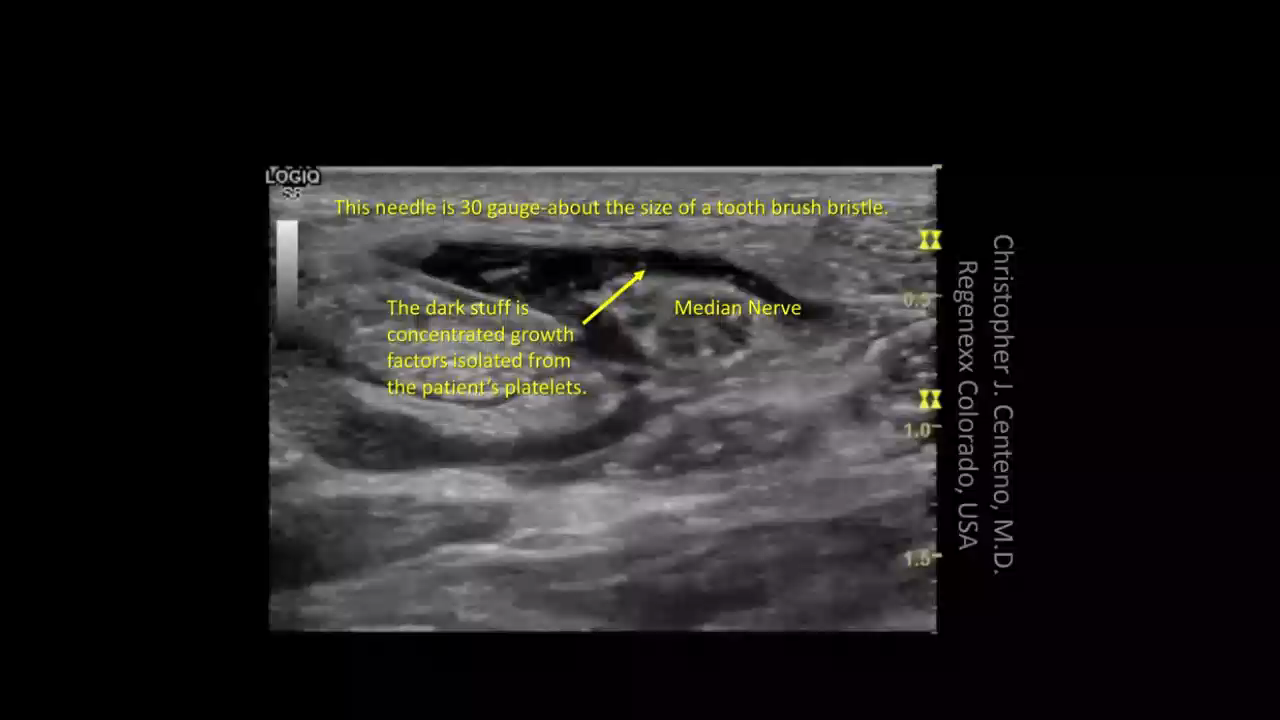 LOGIQ
S8
This needle is 30 gauge-about the size of a tooth brush bristle.
The dark stuff is
concentrated growth
factors isolated from
the patient's platelets.
Median Nerve
0.5
1.0
1.5
Christopher J. Centeno, M.D.
Regenexx Colorado, USA